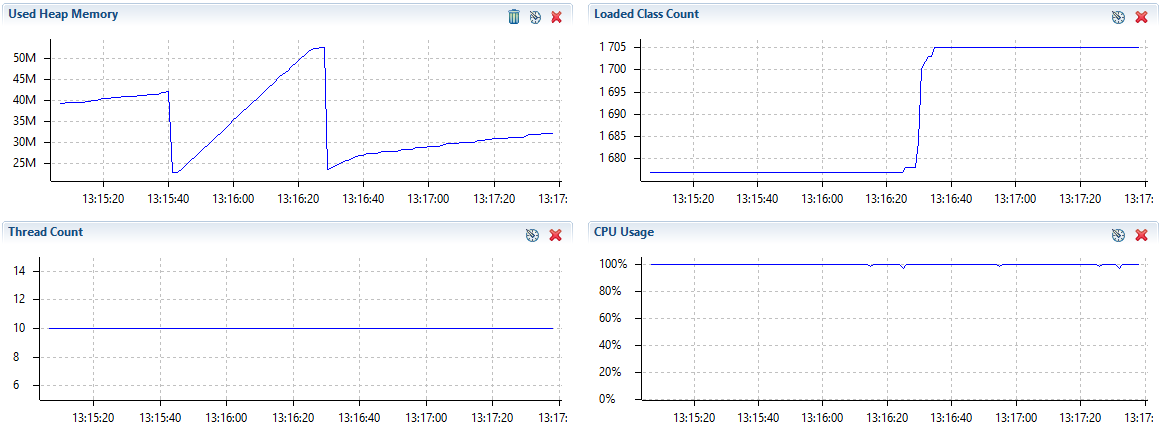 Used Heap Memory
50M
45M
40M
35M
30M
25M
13:15:20 13:15:40 13:16:00 13:16:20 13:16:40 13:17:00 13:17:20 13:17:
Loaded Class Count
1 705
1 700
1 695
1 690
1 685
1 680
13:15:20 13:15:40 13:16:00 13:16:20 13:16:40 13:17:00 13:17:20 13:17:
Thread Count
14
12
10
8
6
13:15:20 13:15:40 13:16:00 13:16:20 13:16:40 13:17:00 13:17:20 13:17:
CPU Usage
100%
80%
60%
40%
20%
0%
13:15:20 13:15:40 13:16:00 13:16:20 13:16:40 13:17:00 13:17:20 13:17: